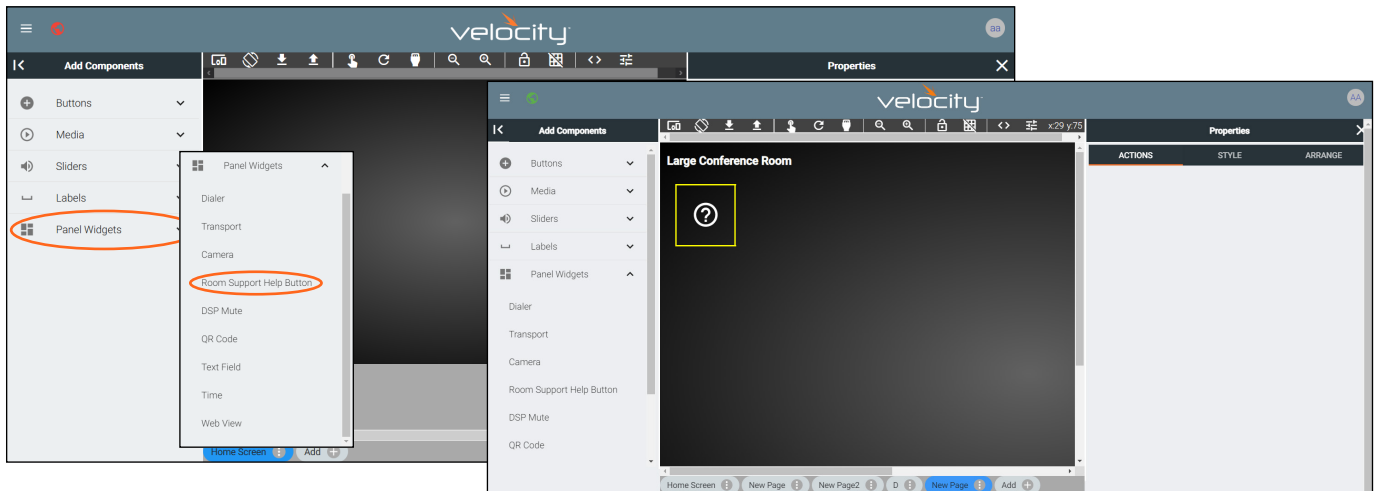 velocity
aa
Add Components
Properties
Buttons
Media
Sliders
Labels
Panel Widgets
Home Screen
Add
Panel Widgets
Dialer
Transport
Camera
Room Support Help Button
DSP Mute
QR Code
Text Field
Time
Web View
velocity
AA
Add Components
x:29 y:75
Properties
Buttons
Media
Sliders
Labels
Panel Widgets
Dialer
Transport
Camera
Room Support Help Button
DSP Mute
QR Code
Large Conference Room
?
ACTIONS STYLE ARRANGE
Home Screen New Page New Page2 D New Page Add